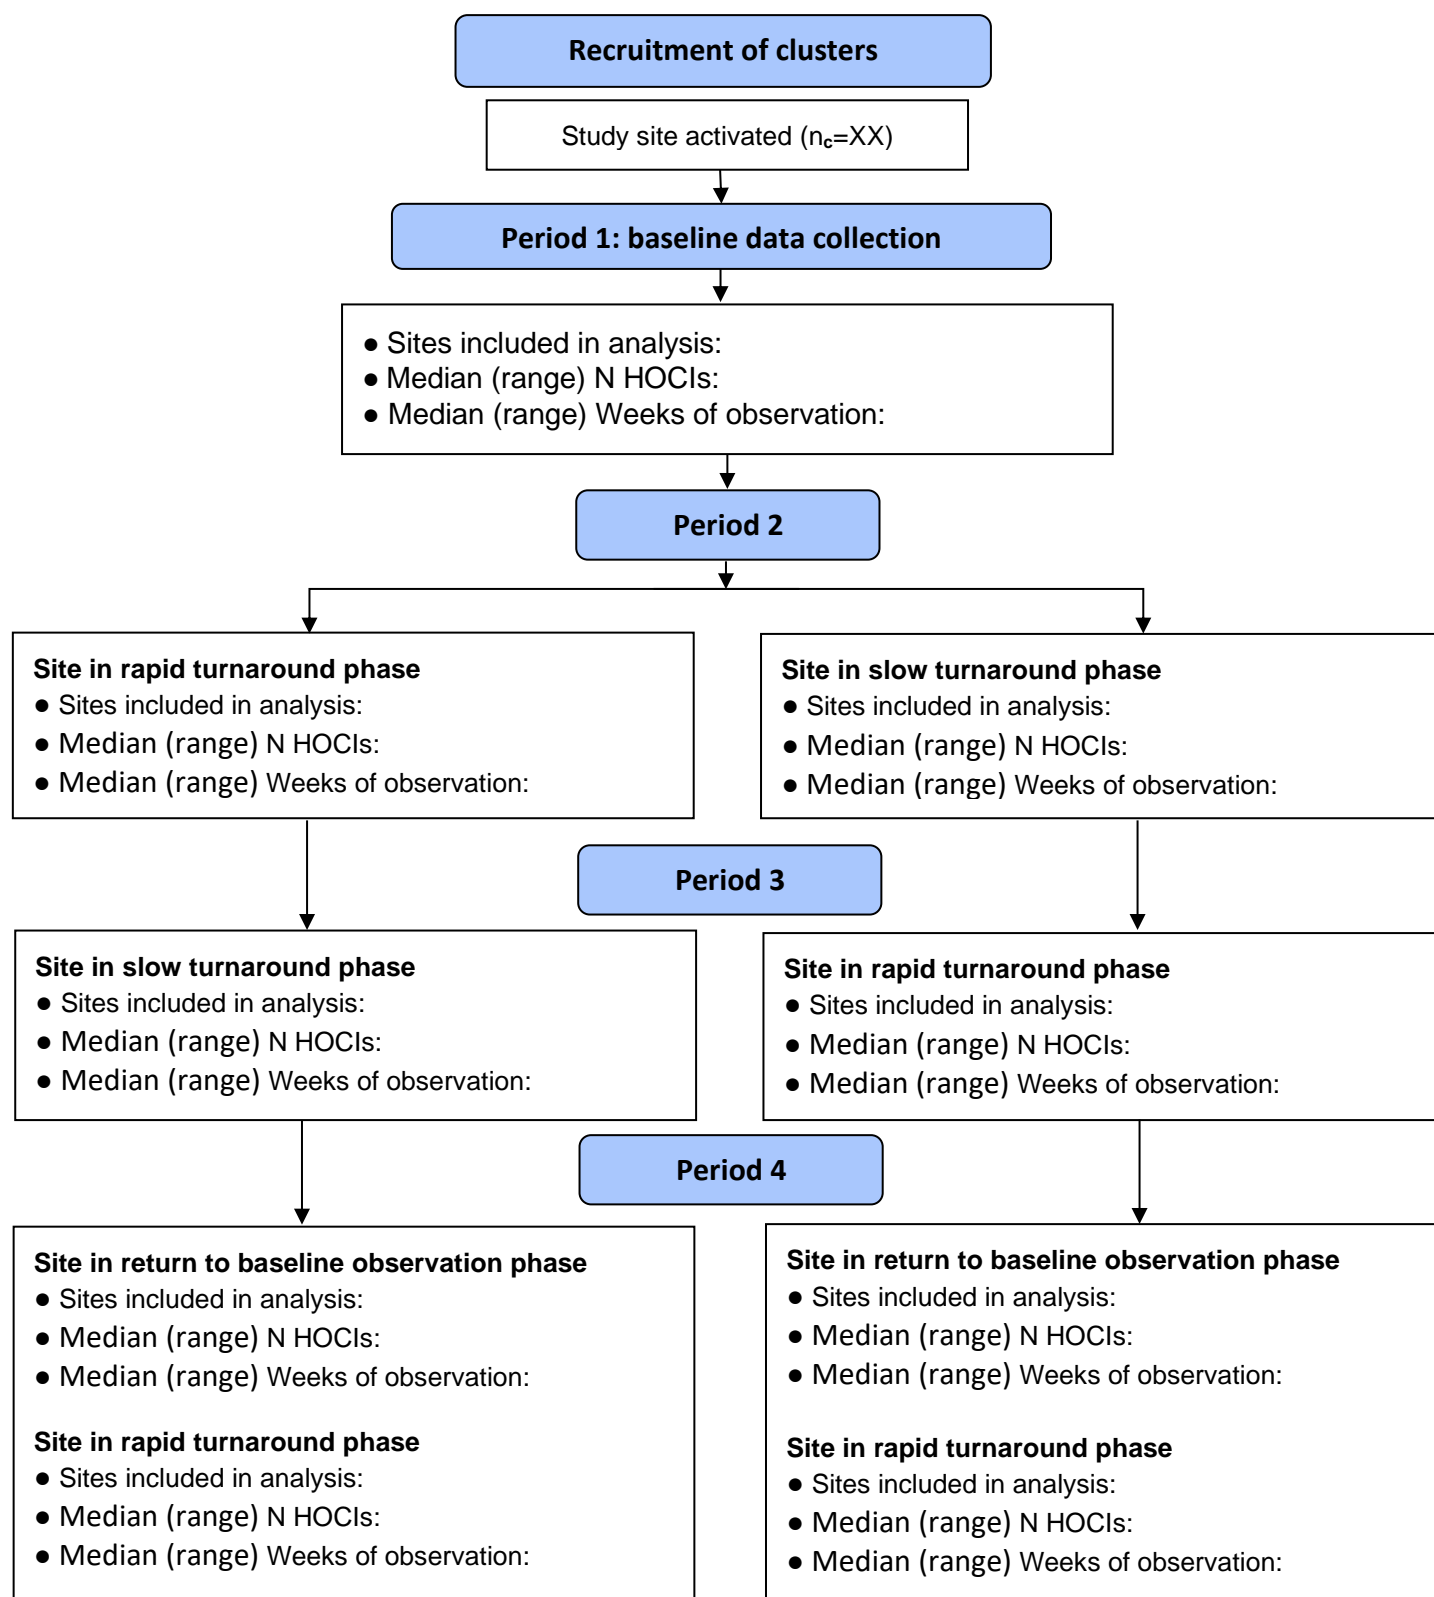 Recruitment of clusters
Study site activated (nc=XX)
Period 1: baseline data collection
● Sites included in analysis:
● Median (range) N HOCIs:
● Median (range) Weeks of observation:
Period 2
Site in rapid turnaround phase
● Sites included in analysis:
● Median (range) N HOCIs:
● Median (range) Weeks of observation:
Site in slow turnaround phase
● Sites included in analysis:
● Median (range) N HOCIs:
● Median (range) Weeks of observation:
Period 3
Site in slow turnaround phase
● Sites included in analysis:
● Median (range) N HOCIs:
● Median (range) Weeks of observation:
Site in rapid turnaround phase
● Sites included in analysis:
● Median (range) N HOCIs:
● Median (range) Weeks of observation:
Period 4
Site in return to baseline observation phase
● Sites included in analysis:
● Median (range) N HOCIs:
● Median (range) Weeks of observation:
Site in rapid turnaround phase
● Sites included in analysis:
● Median (range) N HOCIs:
● Median (range) Weeks of observation:
Site in return to baseline observation phase
● Sites included in analysis:
● Median (range) N HOCIs:
● Median (range) Weeks of observation:
Site in rapid turnaround phase
● Sites included in analysis:
● Median (range) N HOCIs:
● Median (range) Weeks of observation: